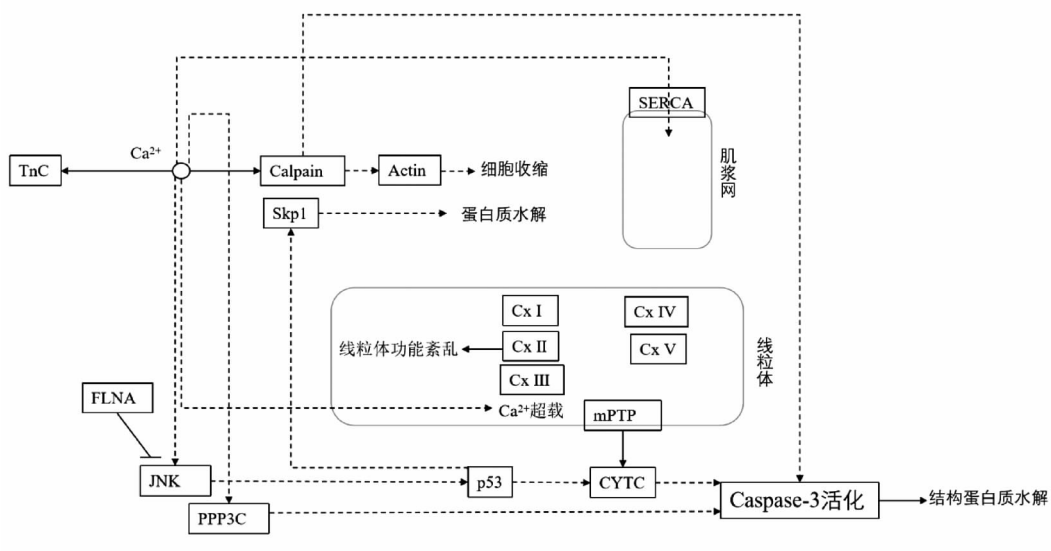 SERCA
肌浆网
Ca²⁺
TnC
Calpain
Actin
细胞收缩
Skp1
蛋白质水解
Cx I
Cx IV
线粒体功能紊乱
Cx II
Cx V
线粒体
Cx III
FLNA
Ca²⁺超载
mPTP
JNK
p53
CYTC
Caspase-3活化
结构蛋白质水解
PPP3C